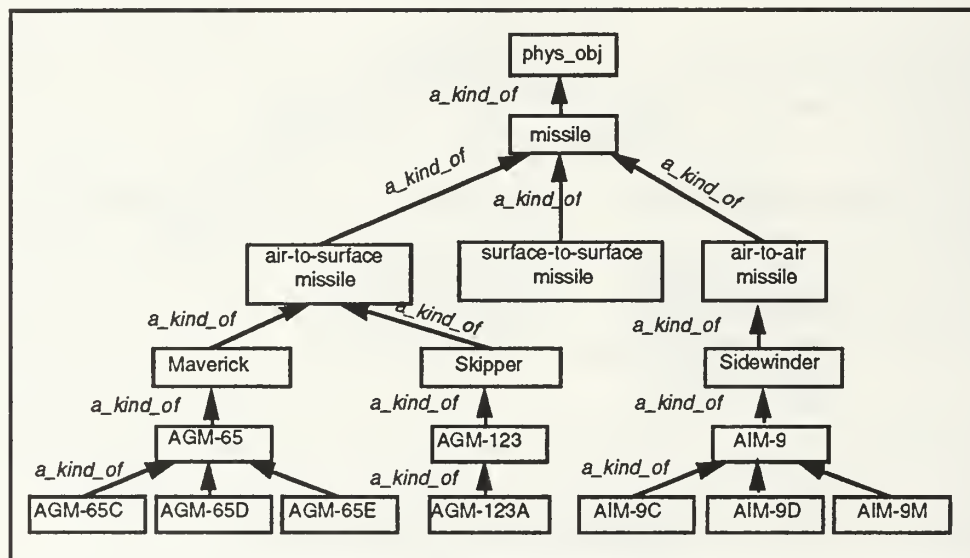 phys_obj
a_kind_of
missile
a_kind_of
a_kind_of
a_kind_of
air-to-surface
missile
surface-to-surface
missile
air-to-air
missile
a_kind_of
a_kind_of
a_kind_of
Maverick
Skipper
Sidewinder
a_kind_of
a_kind_of
a_kind_of
AGM-65
AGM-123
AIM-9
a_kind_of
a_kind_of
a_kind_of
AGM-65C
AGM-65D
AGM-65E
AGM-123A
AIM-9C
AIM-9D
AIM-9M